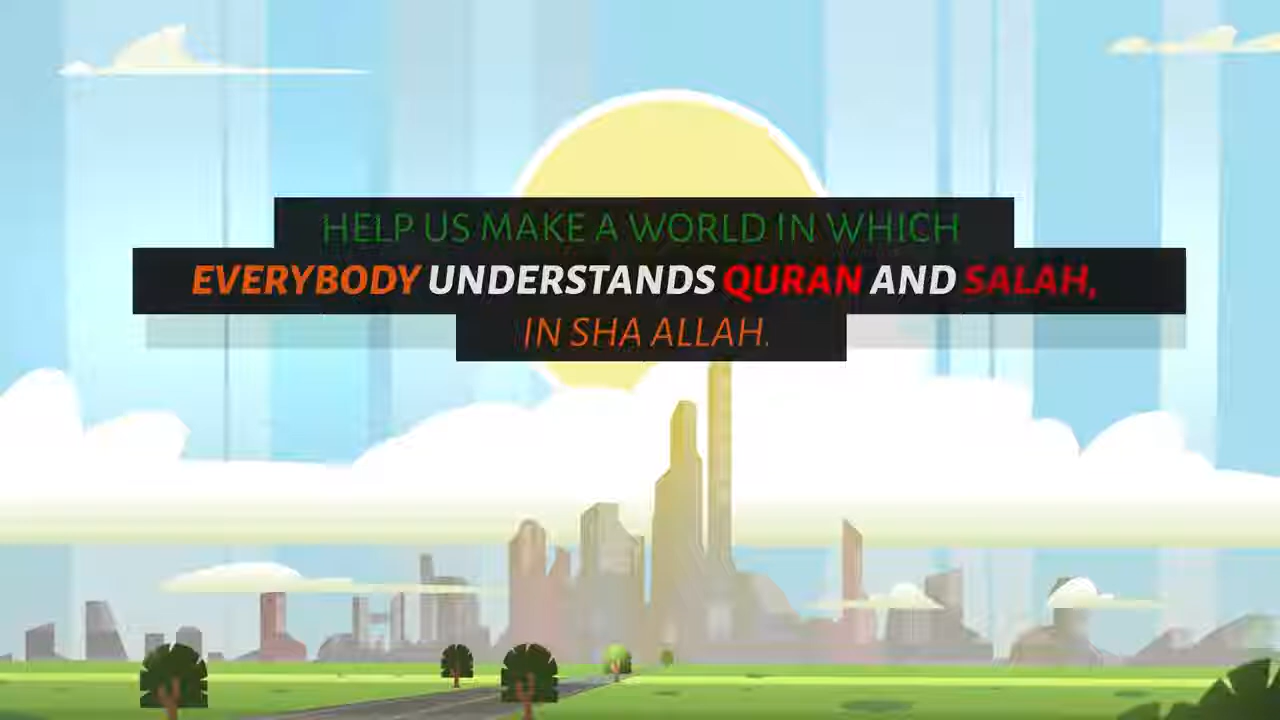 HELP US MAKE A WORLD IN WHICH
EVERYBODY UNDERSTANDS QURAN AND SALAH,
IN SHA ALLAH.